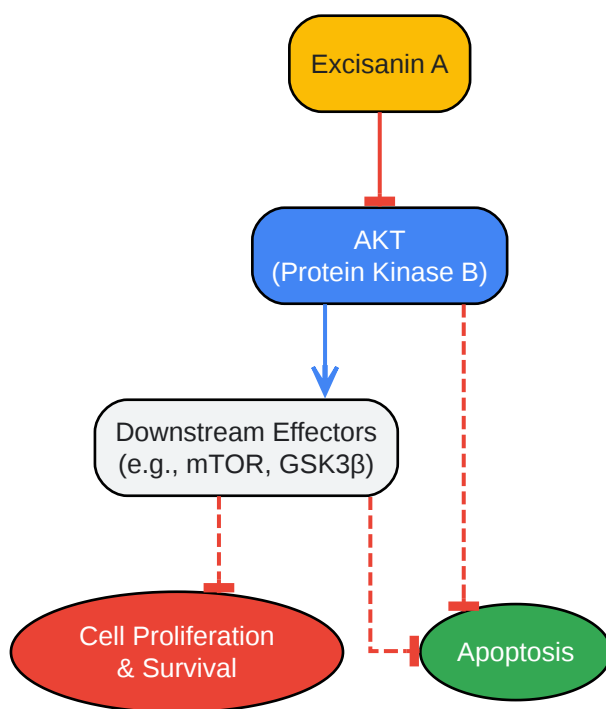 Excisanin A
AKT
(Protein Kinase B)
Downstream Effectors
(e.g., mTOR, GSK3β)
Cell Proliferation
& Survival
Apoptosis